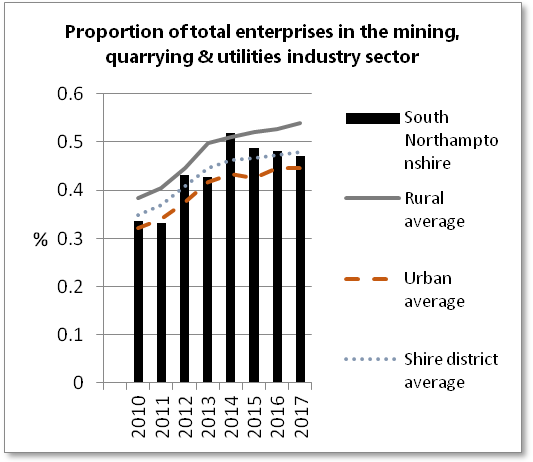 Proportion of total enterprises in the mining,
quarrying & utilities industry sector
0.6
0.5
0.4
0.3
0.2
0.1
0
%
2010
2011
2012
2013
2014
2015
2016
2017
South
Northampto
nshire
Rural
average
Urban
average
Shire district
average